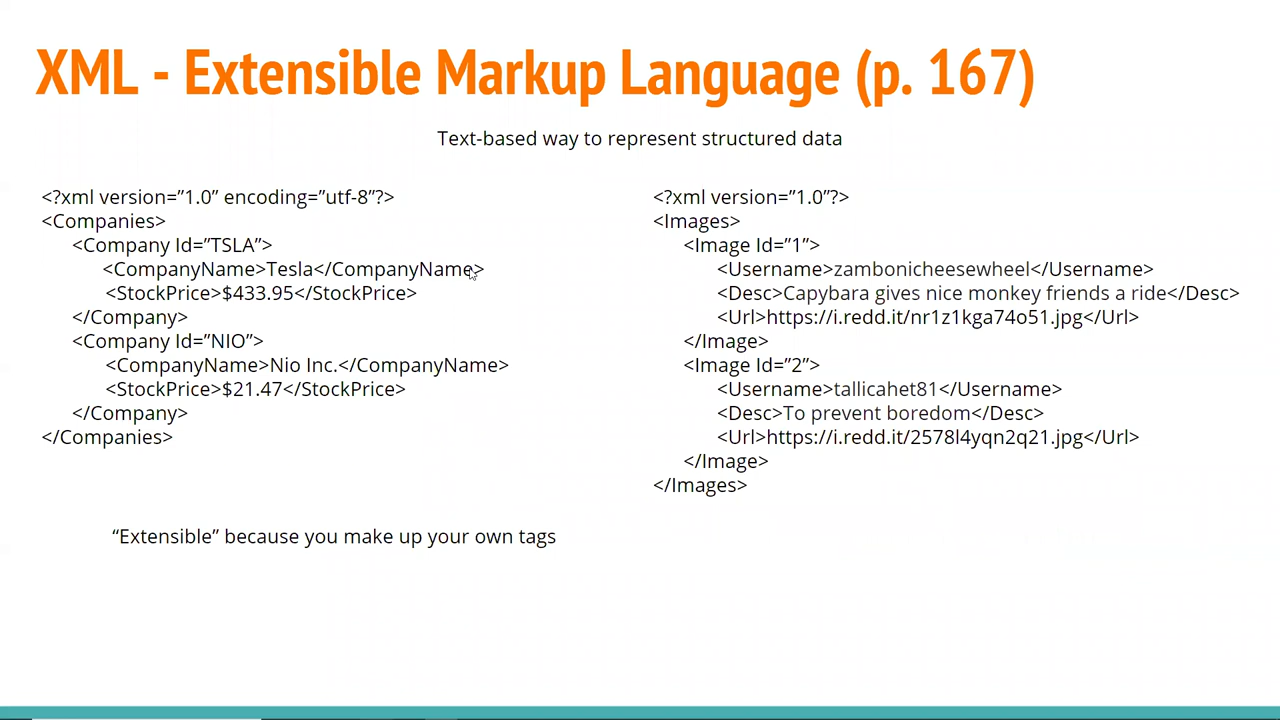 XML - Extensible Markup Language (p. 167)
Text-based way to represent structured data
<?xml version=”1.0” encoding=”utf-8”?>
<Companies>
<Company Id=”TSLA”>
<CompanyName>Tesla</CompanyName>
<StockPrice>$433.95</StockPrice>
</Company>
<Company Id=”NIO”>
<CompanyName>Nio Inc.</CompanyName>
<StockPrice>$21.47</StockPrice>
</Company>
</Companies>
“Extensible” because you make up your own tags
<?xml version=”1.0”?>
<Images>
<Image Id=”1”>
<Username>zambonicheesewheel</Username>
<Desc>Capybara gives nice monkey friends a ride</Desc>
<Url>https://i.redd.it/nr1z1kga74o51.jpg</Url>
</Image>
<Image Id=”2”>
<Username>tallicahet81</Username>
<Desc>To prevent boredom</Desc>
<Url>https://i.redd.it/2578l4yqn2q21.jpg</Url>
</Image>
</Images>